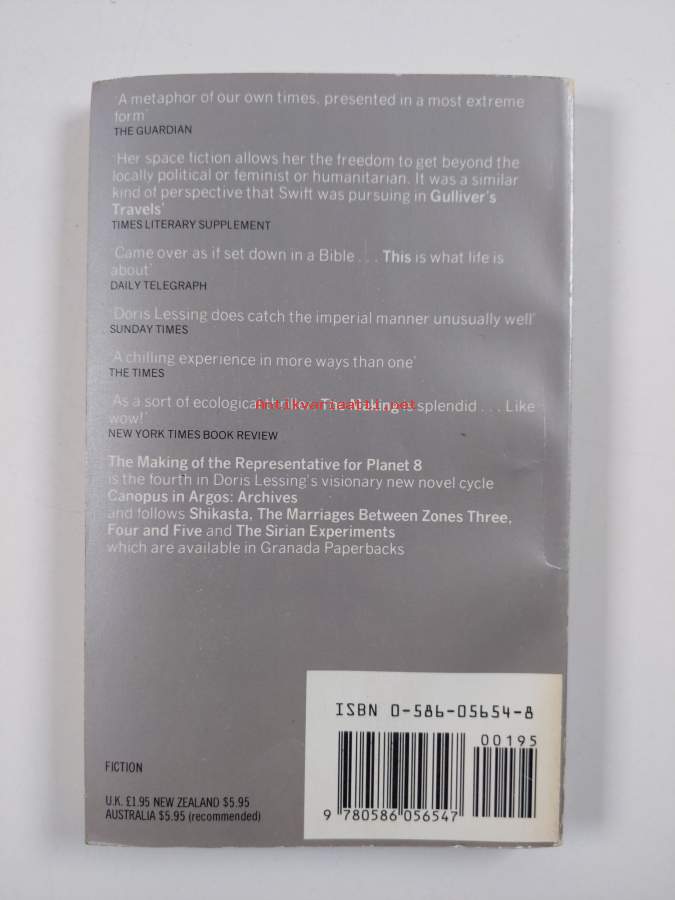 'A metaphor of our own times, presented in a most extreme
form'
THE GUARDIAN
'Her space fiction allows her the freedom to get beyond the
locally political or feminist or humanitarian. It was a similar
kind of perspective that Swift was pursuing in Gulliver's
Travels'
TIMES LITERARY SUPPLEMENT
'Came over as if set down in a Bible . . . This is what life is
about'
DAILY TELEGRAPH
'Doris Lessing does catch the imperial manner unusually well'
SUNDAY TIMES
'A chilling experience in more ways than one'
THE TIMES
'As a sort of ecological The Making is splendid . . . Like
wow!'
Antikvariaatti.net
NEW YORK TIMES BOOK REVIEW
The Making of the Representative for Planet 8
is the fourth in Doris Lessing's visionary new novel cycle
Canopus in Argos: Archives
and follows Shikasta, The Marriages Between Zones Three,
Four and Five and The Sirian Experiments
which are available in Granada Paperbacks
ISBN 0-586-05654-8
00195
9 780586 056547
FICTION
U.K. £1.95 NEW ZEALAND $5.95
AUSTRALIA $5.95 (recommended)